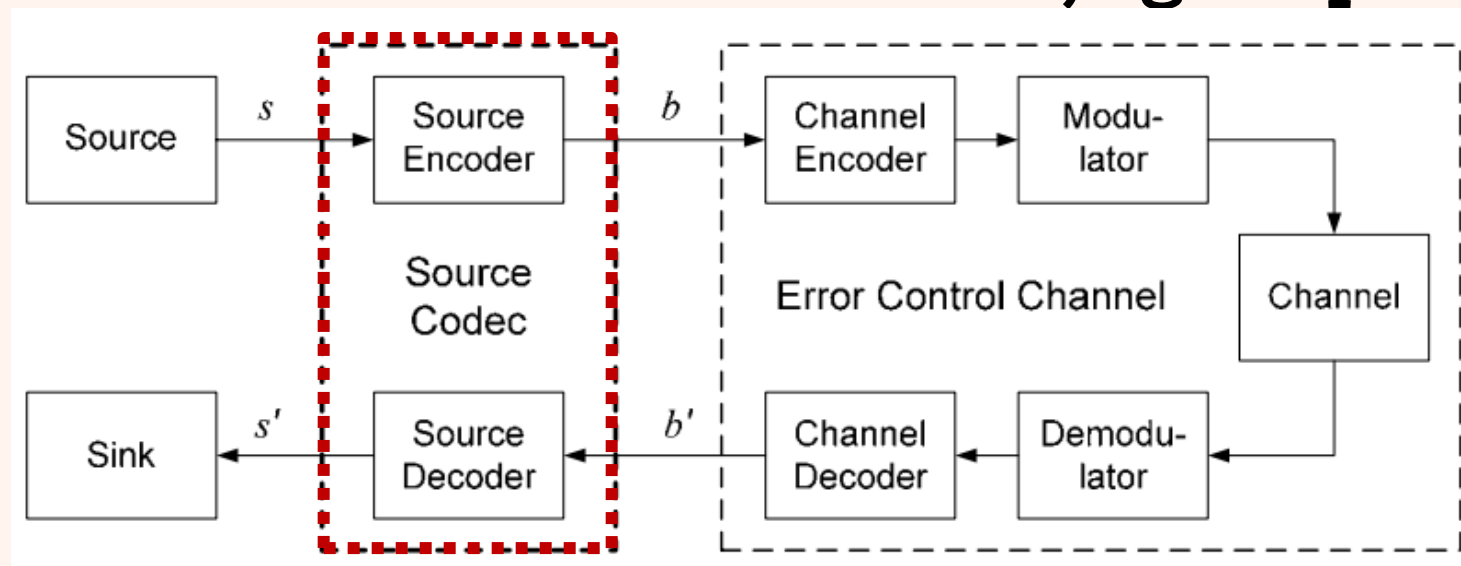 Source
s
Source
Encoder
b
Channel
Encoder
Modu-
lator
Source
Codec
Error Control Channel
Channel
Sink
s'
Source
Decoder
b'
Channel
Decoder
Demodu-
lator